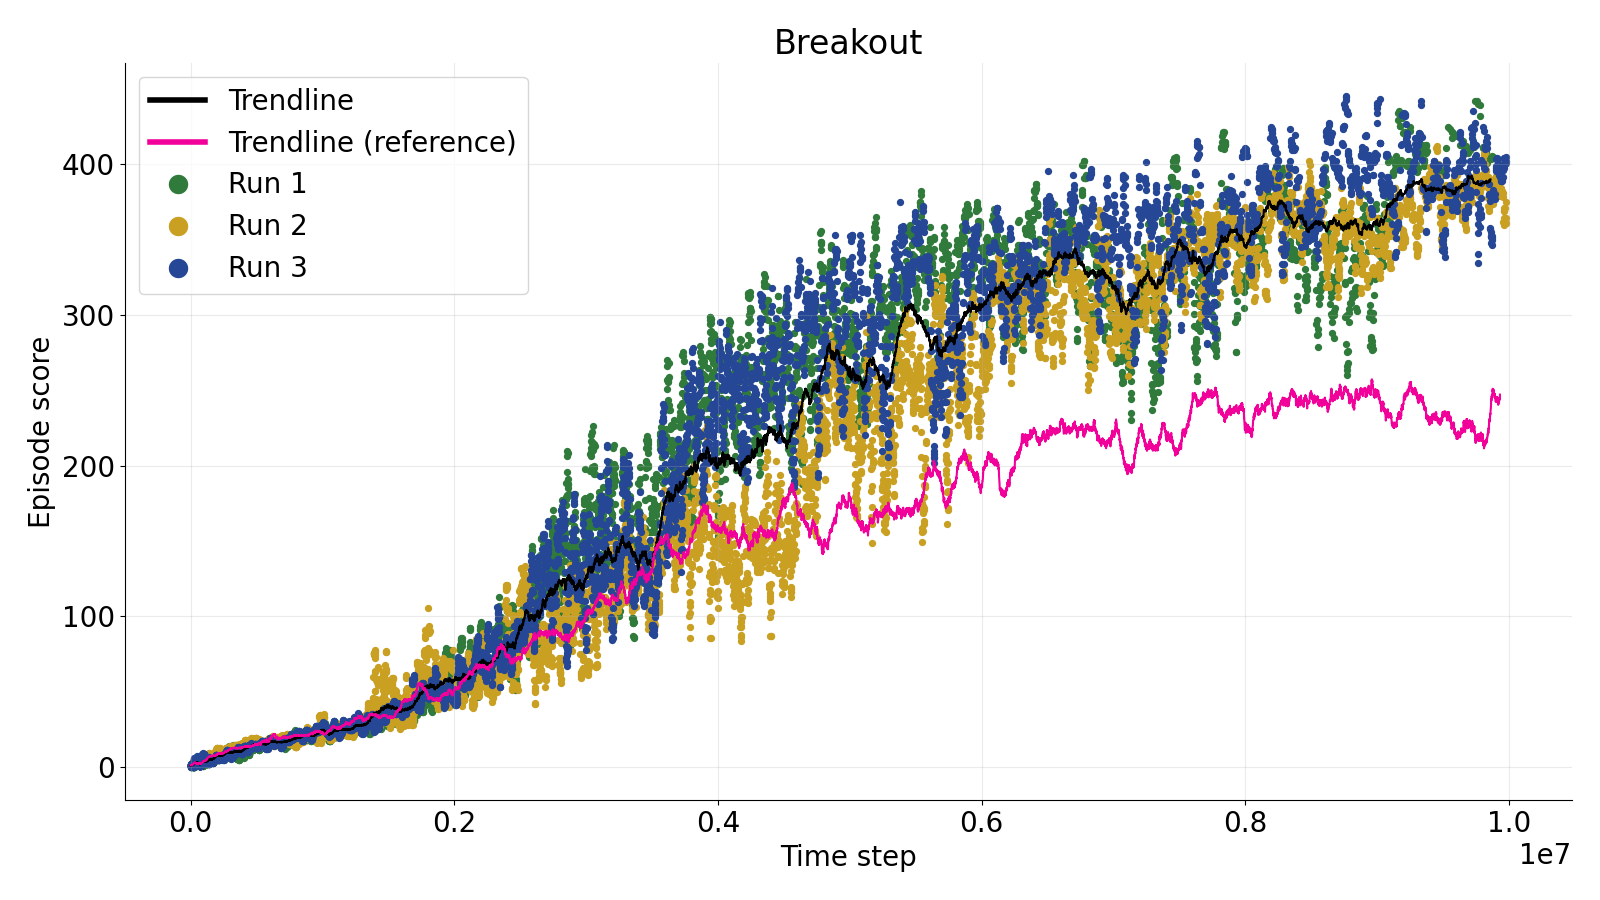 Breakout
Trendline
Trendline (reference)
Run 1
Run 2
Run 3
Episode score
400
300
200
100
0
0.0 0.2 0.4 0.6 0.8 1.0
Time step
1e7